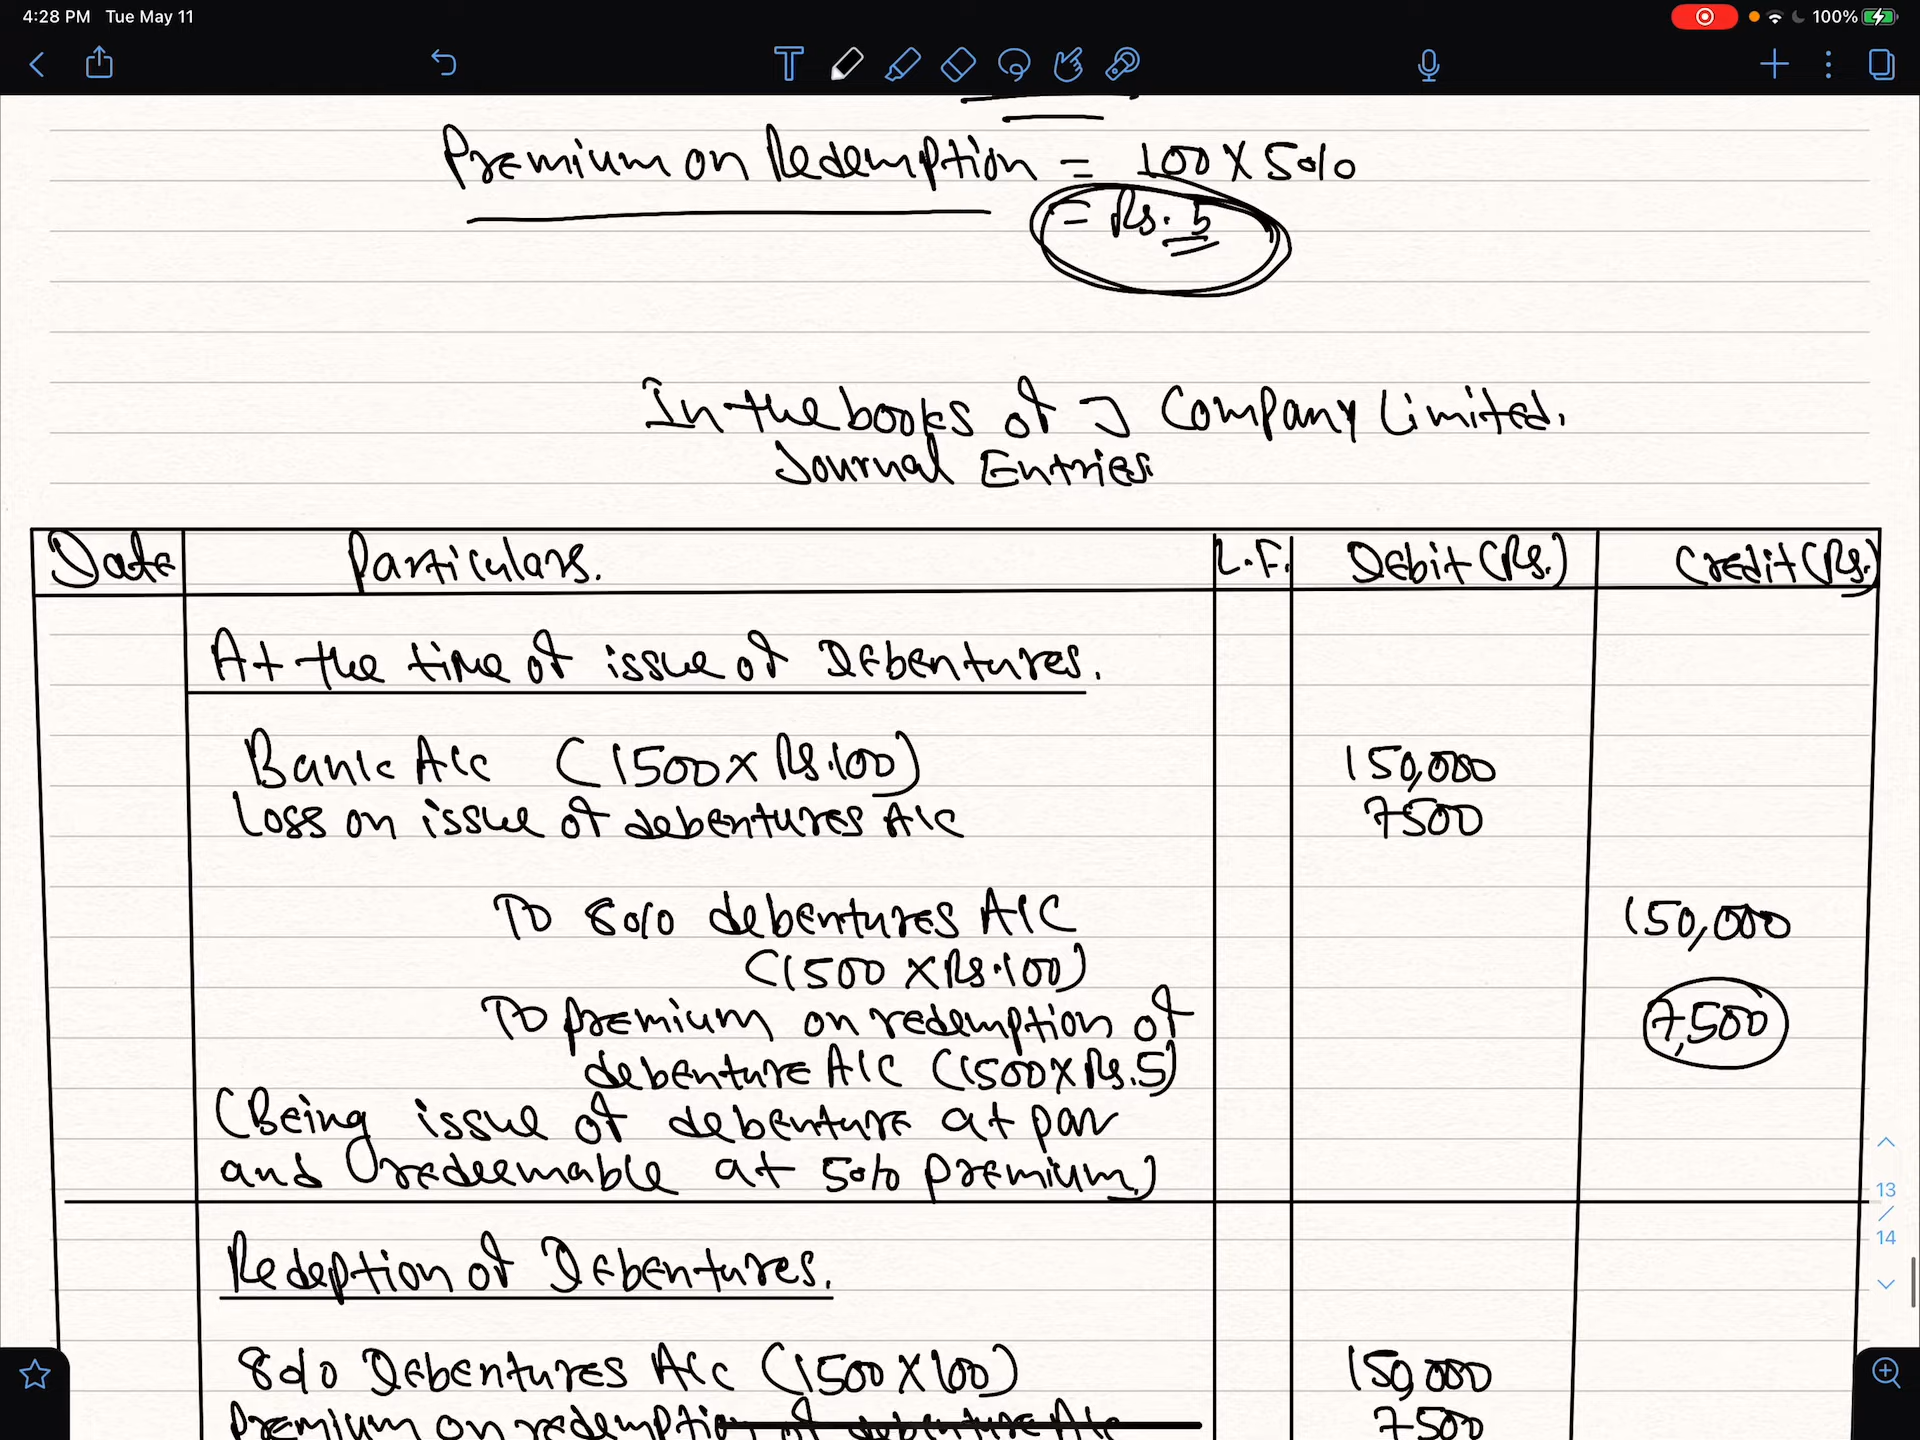 4:28 PM Tue May 11
100%
Premium on Redemption = 100 X 5%
= Rs. 5
In the books of J Company Limited.
Journal Entries
Date Particulars. L.F. Debit (Rs.) Credit (Rs.)
At the time of issue of Debentures.
Bank A/c (1500 x Rs.100) 150,000
Loss on issue of debentures A/c 7500
To 8% debentures A/C 150,000
(1500 X Rs.100)
To premium on redemption of 7,500
debenture A/C (1500 X Rs.5)
(Being issue of debenture at par
and redeemable at 5% premium)
13
/
14
Redeption of Debentures.
8% Debentures A/c (1500 X 100) 150,000
Premium on redemption of debenture A/c 7500